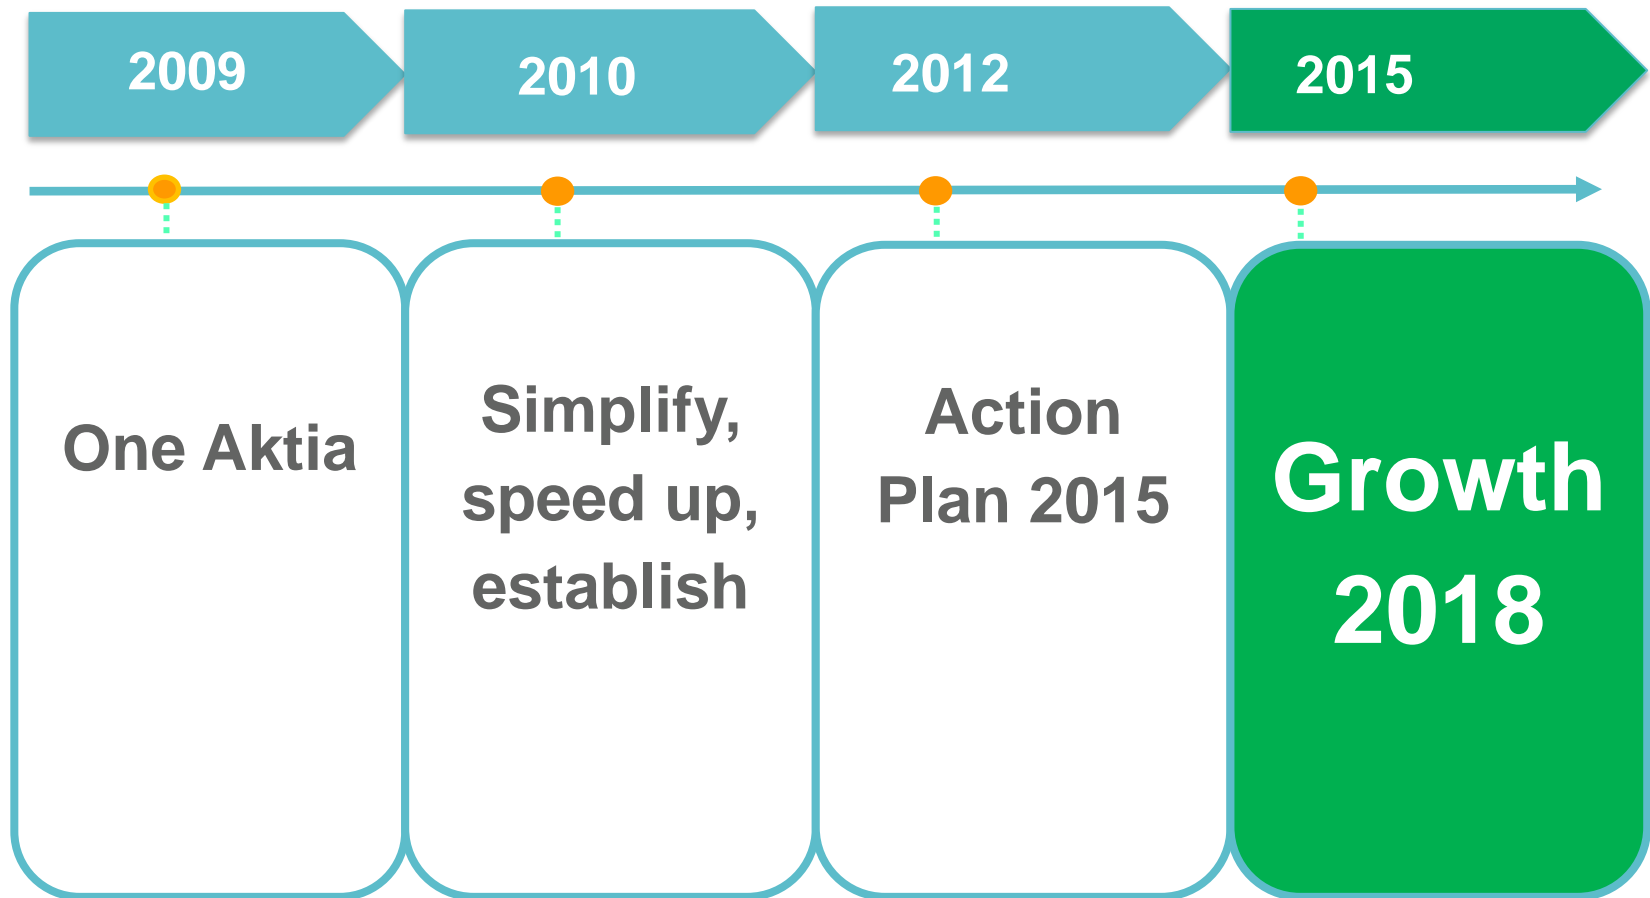 2009
2010
2012
2015
One Aktia
Simplify,
speed up,
establish
Action
Plan 2015
Growth
2018